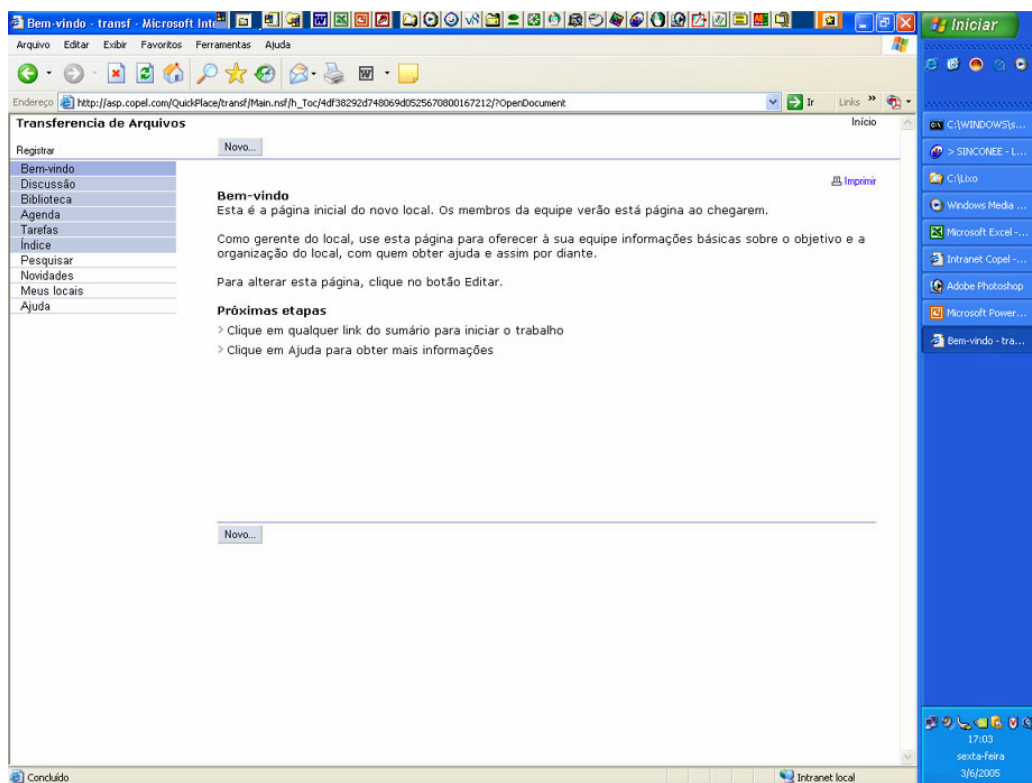 Bem-vindo - transf - Microsoft Inte
Arquivo Editar Exibir Favoritos Ferramentas Ajuda
Endereço http://asp.copel.com/QuickPlace/transf/Main.nsf/h_Toc/4df38292d748069d0525670800167212/?OpenDocument Ir Links »
Transferencia de Arquivos Início
Registrar Novo...
Bem-vindo
Discussão
Biblioteca
Agenda
Tarefas
Índice
Pesquisar
Novidades
Meus locais
Ajuda
Imprimir
Bem-vindo
Esta é a página inicial do novo local. Os membros da equipe verão está página ao chegarem.
Como gerente do local, use esta página para oferecer à sua equipe informações básicas sobre o objetivo e a
organização do local, com quem obter ajuda e assim por diante.
Para alterar esta página, clique no botão Editar.
Próximas etapas
> Clique em qualquer link do sumário para iniciar o trabalho
> Clique em Ajuda para obter mais informações
Novo...
Concluído Intranet local
Iniciar
C:\WINDOWS\s...
> SINCONEE - L...
C:\Lixo
Windows Media ...
Microsoft Excel -...
Intranet Copel -...
Adobe Photoshop
Microsoft Power...
Bem-vindo - tra...
17:03
sexta-feira
3/6/2005